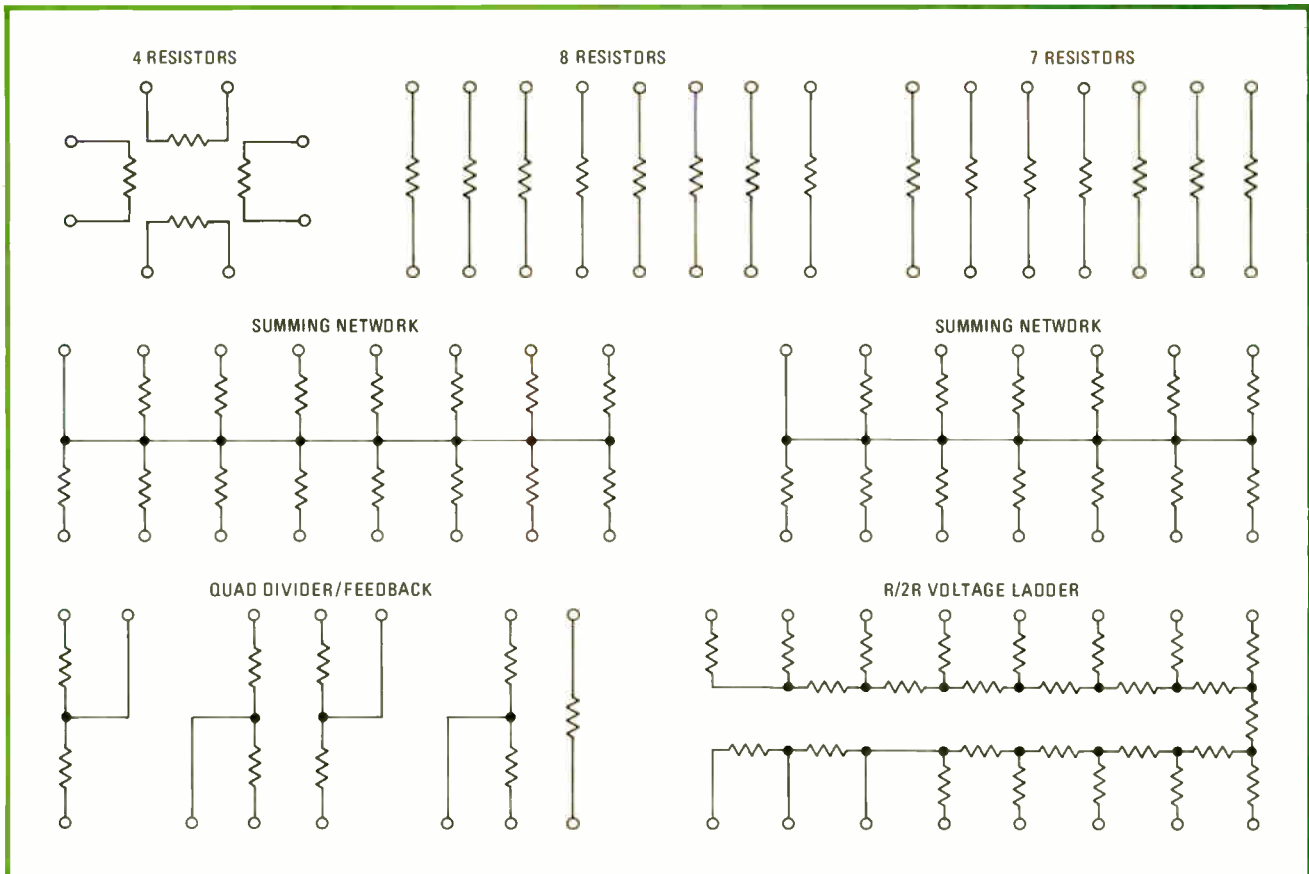 4 RESISTORS
8 RESISTORS
7 RESISTORS
SUMMING NETWORK
SUMMING NETWORK
QUAD DIVIDER/FEEDBACK
R/2R VOLTAGE LADDER